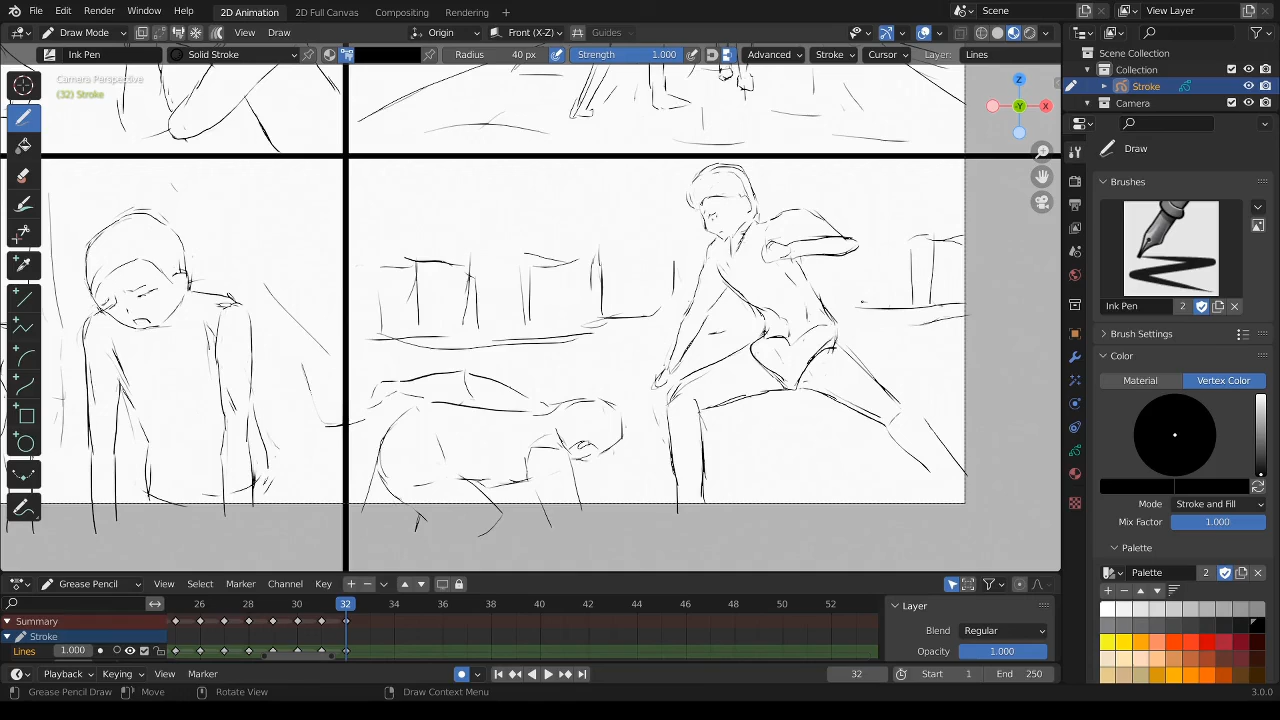 File Edit Render Window Help 2D Animation 2D Full Canvas Compositing Rendering + Scene View Layer
Draw Mode View Draw Origin Front (X-Z) Guides
Ink Pen Solid Stroke Radius 40 px Strength 1.000 Advanced Stroke Cursor Layer: Lines
Camera Perspective
(32) Stroke
Z
Y
X
Scene Collection
Collection
Stroke
Camera
Draw
Brushes
Ink Pen 2
Brush Settings
Color
Material Vertex Color
Mode Stroke and Fill
Mix Factor 1.000
Palette
Palette 2
Grease Pencil View Select Marker Channel Key
26 28 30 32 34 36 38 40 42 44 46 48 50 52
Summary
Stroke
Lines 1.000
Layer
Blend Regular
Opacity 1.000
Playback Keying View Marker 32 Start 1 End 250
Grease Pencil Draw Move Rotate View Draw Context Menu 3.0.0